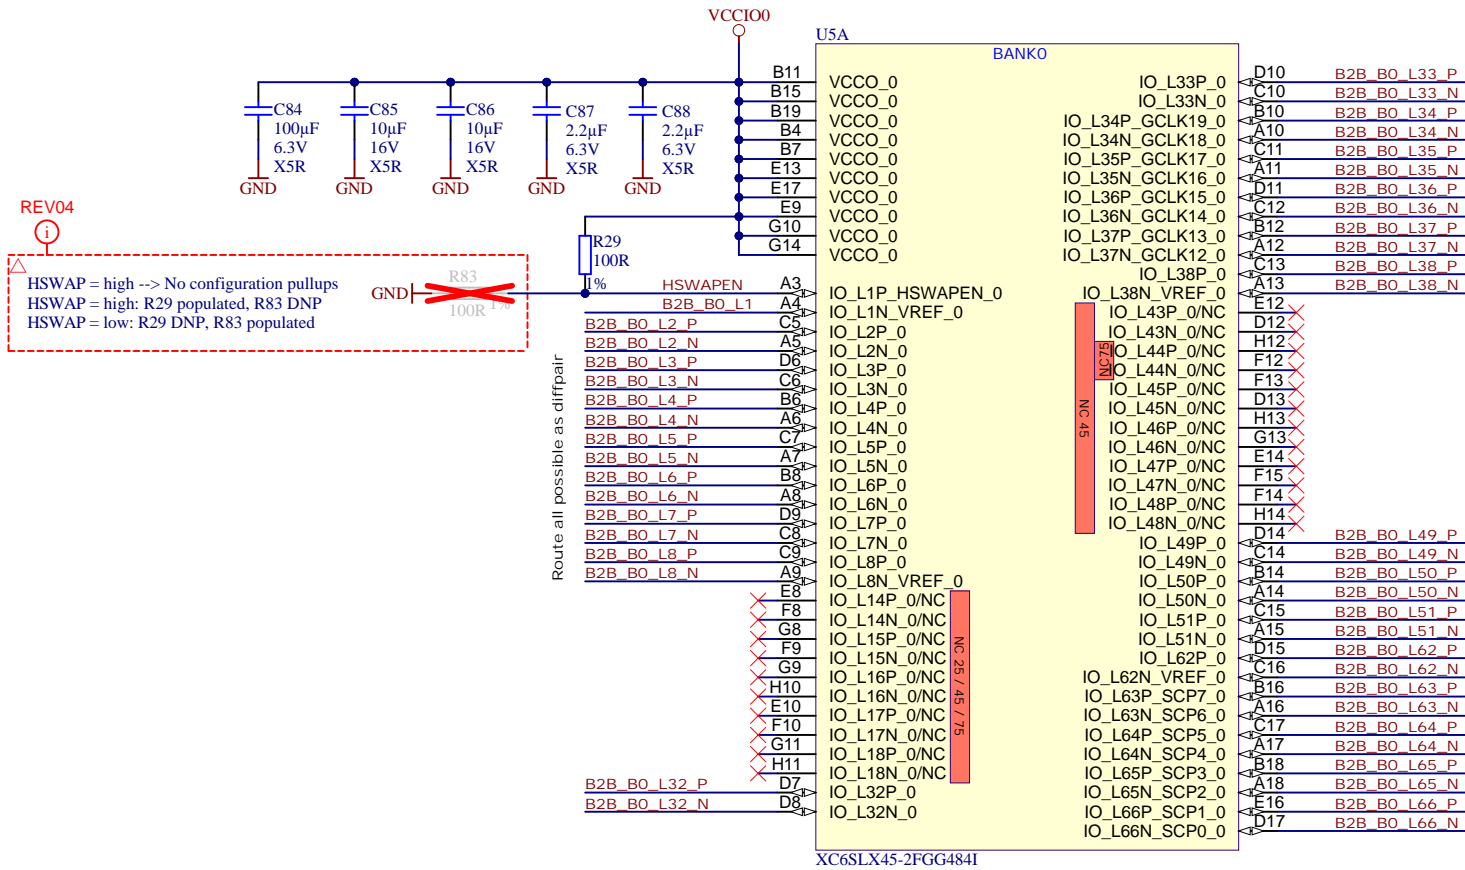 VCCIO0
U5A
BANK0
C84
100µF
6.3V
X5R
GND
C85
10µF
16V
X5R
GND
C86
10µF
16V
X5R
GND
C87
2.2µF
6.3V
X5R
GND
C88
2.2µF
6.3V
X5R
GND
REV04
i
HSWAP = high --> No configuration pullups
HSWAP = high: R29 populated, R83 DNP
HSWAP = low: R29 DNP, R83 populated
GND
R83
100R
1%
R29
100R
1%
Route all possible as diffpair
B11 VCCO_0
B15 VCCO_0
B19 VCCO_0
B4 VCCO_0
B7 VCCO_0
E13 VCCO_0
E17 VCCO_0
E9 VCCO_0
G10 VCCO_0
G14 VCCO_0
HSWAPEN A3 IO_L1P_HSWAPEN_0
B2B_B0_L1 A4 IO_L1N_VREF_0
B2B_B0_L2_P C5 IO_L2P_0
B2B_B0_L2_N A5 IO_L2N_0
B2B_B0_L3_P D6 IO_L3P_0
B2B_B0_L3_N C6 IO_L3N_0
B2B_B0_L4_P B6 IO_L4P_0
B2B_B0_L4_N A6 IO_L4N_0
B2B_B0_L5_P C7 IO_L5P_0
B2B_B0_L5_N A7 IO_L5N_0
B2B_B0_L6_P B8 IO_L6P_0
B2B_B0_L6_N A8 IO_L6N_0
B2B_B0_L7_P D9 IO_L7P_0
B2B_B0_L7_N C8 IO_L7N_0
B2B_B0_L8_P C9 IO_L8P_0
B2B_B0_L8_N A9 IO_L8N_VREF_0
E8 IO_L14P_0/NC
F8 IO_L14N_0/NC
G8 IO_L15P_0/NC
F9 IO_L15N_0/NC
G9 IO_L16P_0/NC
H10 IO_L16N_0/NC
E10 IO_L17P_0/NC
F10 IO_L17N_0/NC
G11 IO_L18P_0/NC
H11 IO_L18N_0/NC
B2B_B0_L32_P D7 IO_L32P_0
B2B_B0_L32_N D8 IO_L32N_0
NC 25 / 45 / 75
NC 45
NC75
IO_L33P_0 D10 B2B_B0_L33_P
IO_L33N_0 C10 B2B_B0_L33_N
IO_L34P_GCLK19_0 B10 B2B_B0_L34_P
IO_L34N_GCLK18_0 A10 B2B_B0_L34_N
IO_L35P_GCLK17_0 C11 B2B_B0_L35_P
IO_L35N_GCLK16_0 A11 B2B_B0_L35_N
IO_L36P_GCLK15_0 D11 B2B_B0_L36_P
IO_L36N_GCLK14_0 C12 B2B_B0_L36_N
IO_L37P_GCLK13_0 B12 B2B_B0_L37_P
IO_L37N_GCLK12_0 A12 B2B_B0_L37_N
IO_L38P_0 C13 B2B_B0_L38_P
IO_L38N_VREF_0 A13 B2B_B0_L38_N
IO_L43P_0/NC E12
IO_L43N_0/NC D12
IO_L44P_0/NC H12
IO_L44N_0/NC F12
IO_L45P_0/NC F13
IO_L45N_0/NC D13
IO_L46P_0/NC H13
IO_L46N_0/NC G13
IO_L47P_0/NC E14
IO_L47N_0/NC F15
IO_L48P_0/NC F14
IO_L48N_0/NC H14
IO_L49P_0 D14 B2B_B0_L49_P
IO_L49N_0 C14 B2B_B0_L49_N
IO_L50P_0 B14 B2B_B0_L50_P
IO_L50N_0 A14 B2B_B0_L50_N
IO_L51P_0 C15 B2B_B0_L51_P
IO_L51N_0 A15 B2B_B0_L51_N
IO_L62P_0 D15 B2B_B0_L62_P
IO_L62N_VREF_0 C16 B2B_B0_L62_N
IO_L63P_SCP7_0 B16 B2B_B0_L63_P
IO_L63N_SCP6_0 A16 B2B_B0_L63_N
IO_L64P_SCP5_0 C17 B2B_B0_L64_P
IO_L64N_SCP4_0 A17 B2B_B0_L64_N
IO_L65P_SCP3_0 B18 B2B_B0_L65_P
IO_L65N_SCP2_0 A18 B2B_B0_L65_N
IO_L66P_SCP1_0 E16 B2B_B0_L66_P
IO_L66N_SCP0_0 D17 B2B_B0_L66_N
XC6SLX45-2FGG484I